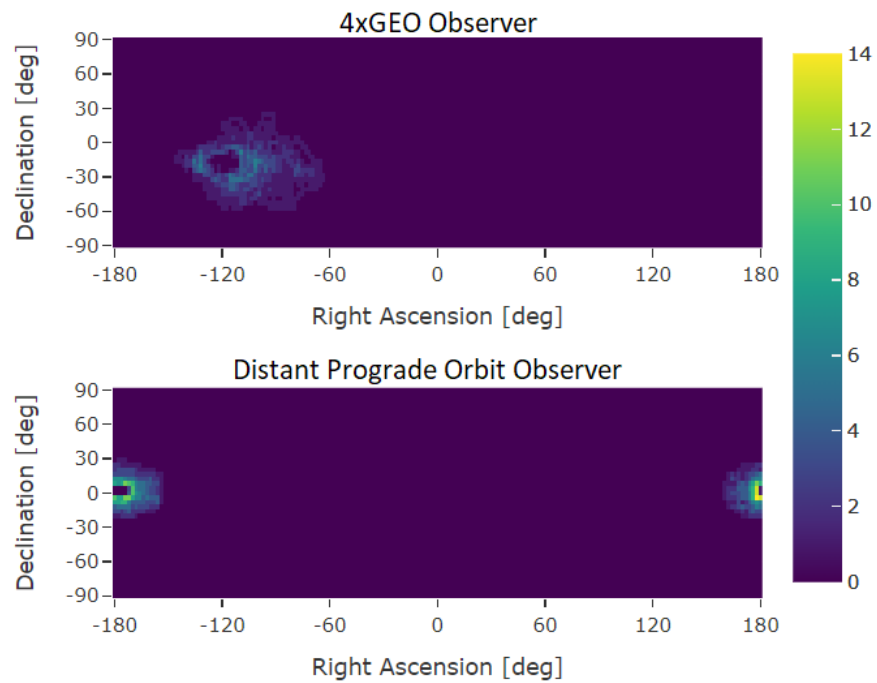 4xGEO Observer
90
60
30
0
-30
-60
-90
Declination [deg]
-180 -120 -60 0 60 120 180
Right Ascension [deg]
Distant Prograde Orbit Observer
90
60
30
0
-30
-60
-90
Declination [deg]
-180 -120 -60 0 60 120 180
Right Ascension [deg]
14
12
10
8
6
4
2
0